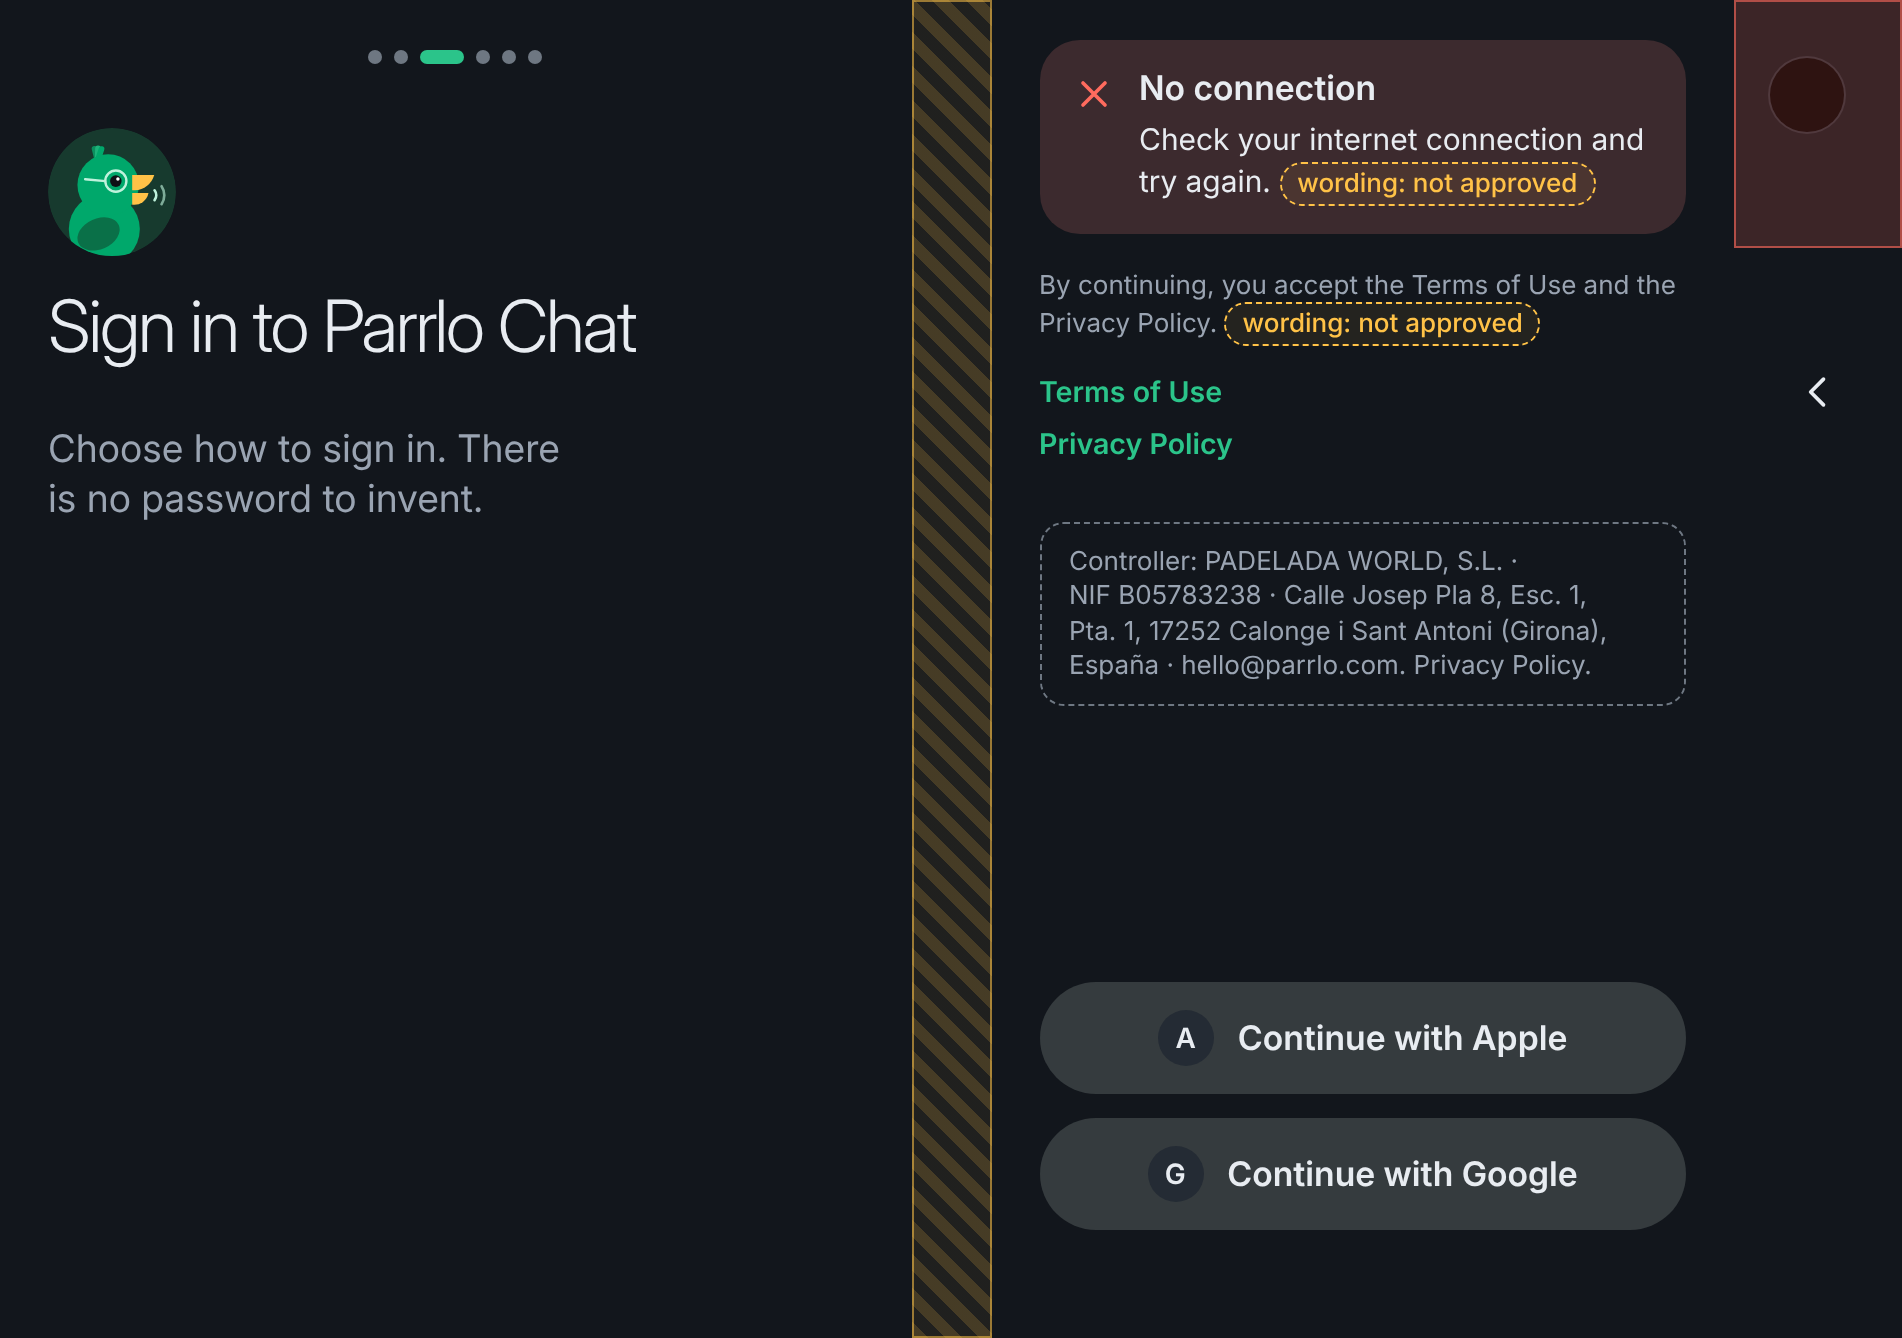 Sign in to Parrlo Chat
Choose how to sign in. There
is no password to invent.
No connection
Check your internet connection and
try again. wording: not approved
By continuing, you accept the Terms of Use and the
Privacy Policy. wording: not approved
Terms of Use
Privacy Policy
Controller: PADELADA WORLD, S.L. ·
NIF B05783238 · Calle Josep Pla 8, Esc. 1,
Pta. 1, 17252 Calonge i Sant Antoni (Girona),
España · hello@parrlo.com. Privacy Policy.
A Continue with Apple
G Continue with Google